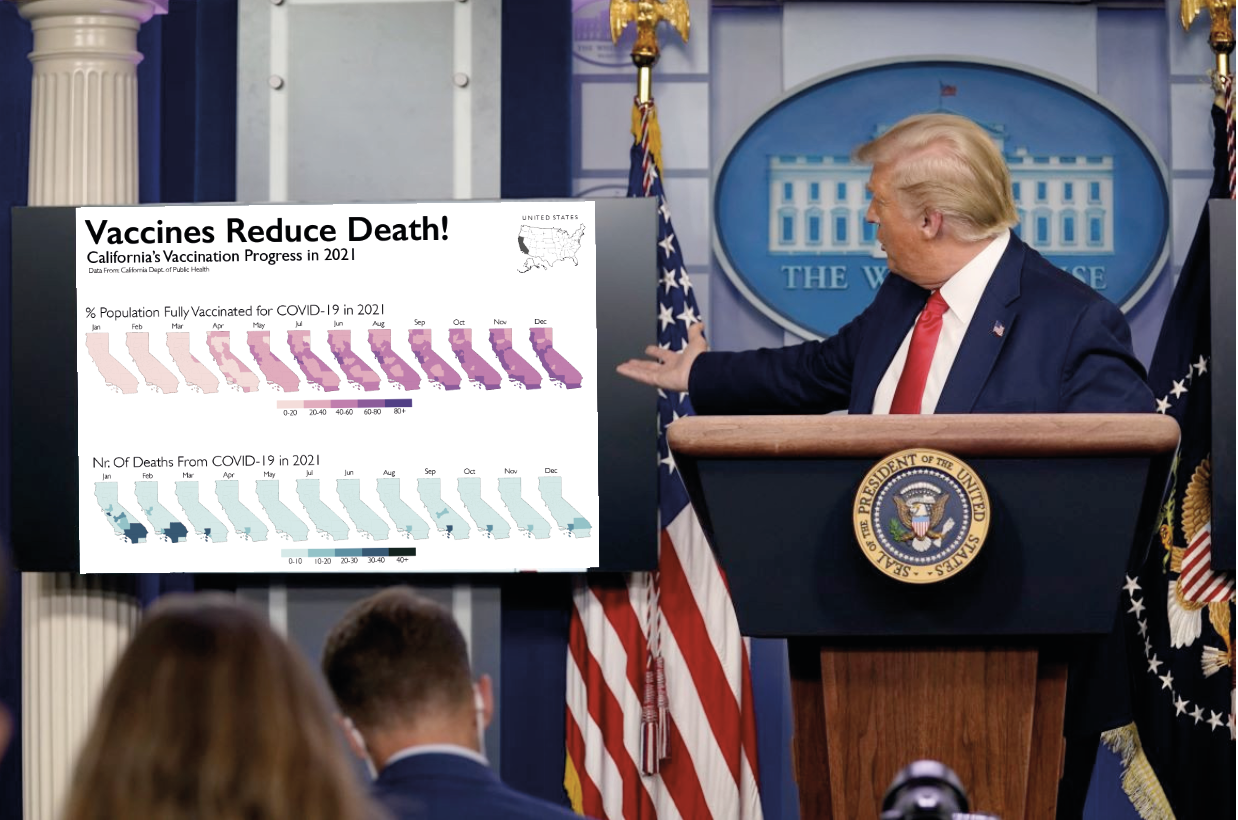 Vaccines Reduce Death!
California's Vaccination Progress in 2021
Data From: California Dept. of Public Health
UNITED STATES
% Population Fully Vaccinated for COVID-19 in 2021
Jan Feb Mar Apr May Jul Jun Aug Sep Oct Nov Dec
0-20 20-40 40-60 60-80 80+
Nr. Of Deaths From COVID-19 in 2021
Jan Feb Mar Apr May Jul Jun Aug Sep Oct Nov Dec
0-10 10-20 20-30 30-40 40+
THE W SE
SEAL OF THE PRESIDENT OF THE UNITED STATES